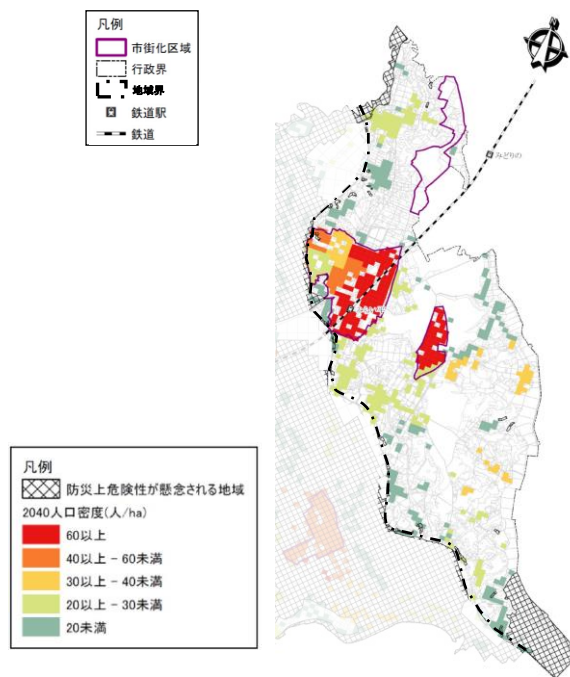 凡例
市街化区域
行政界
地域界
鉄道駅
鉄道
みどりの
凡例
防災上危険性が懸念される地域
2040人口密度(人/ha)
60以上
40以上 - 60未満
30以上 - 40未満
20以上 - 30未満
20未満